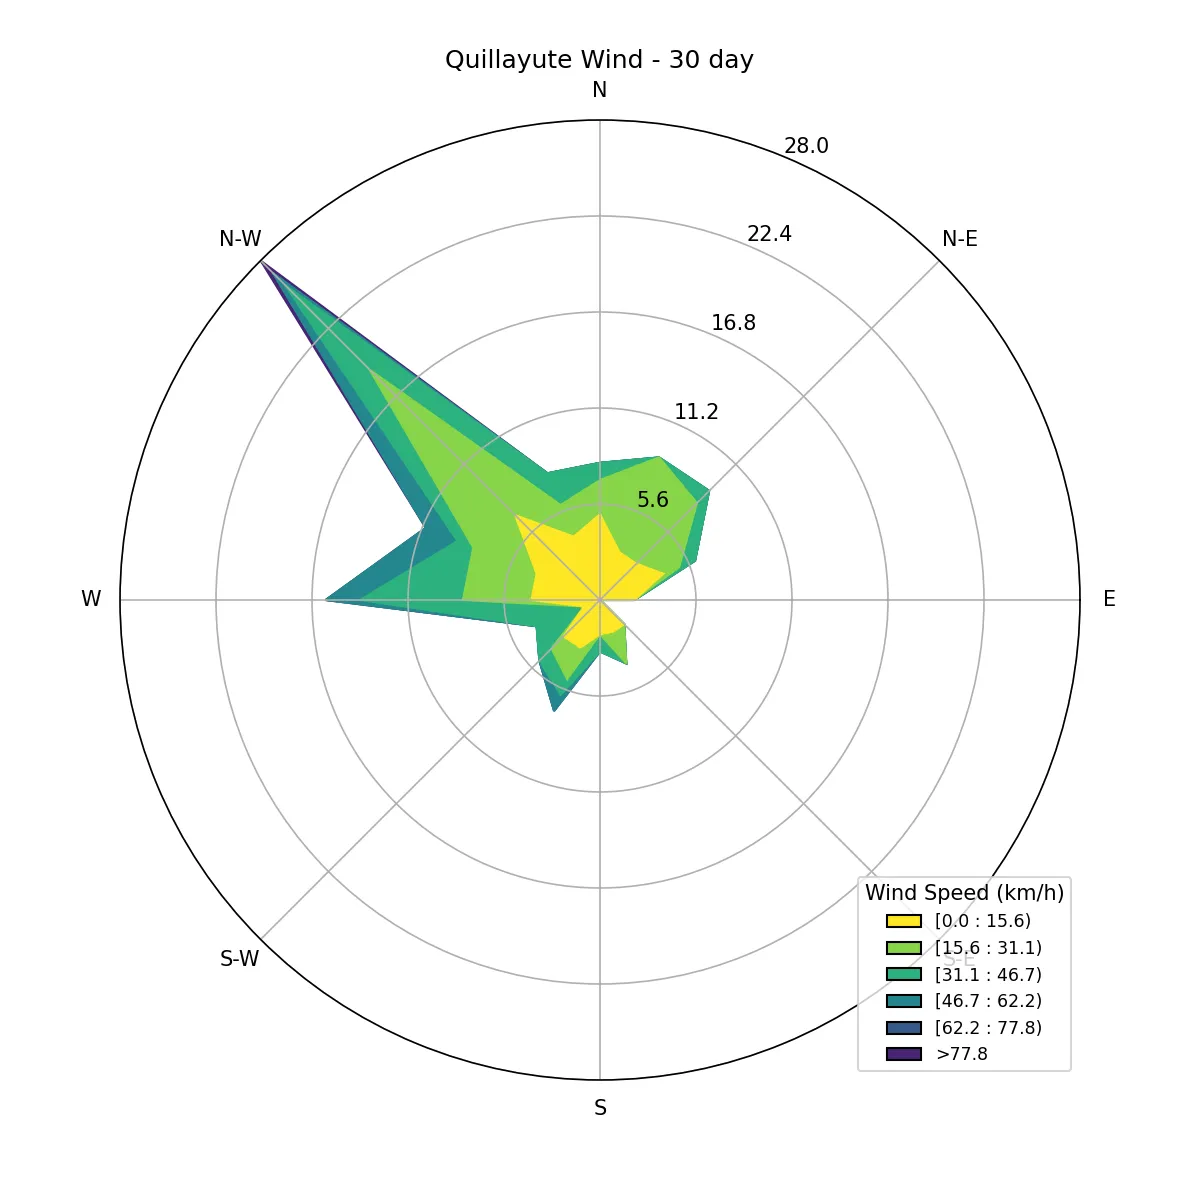 Quillayute Wind - 30 day
N
28.0
22.4
N-W
N-E
16.8
11.2
5.6
W
E
Wind Speed (km/h)
[0.0 : 15.6)
[15.6 : 31.1)
S-W
S-E
[31.1 : 46.7)
[46.7 : 62.2)
[62.2 : 77.8)
>77.8
S